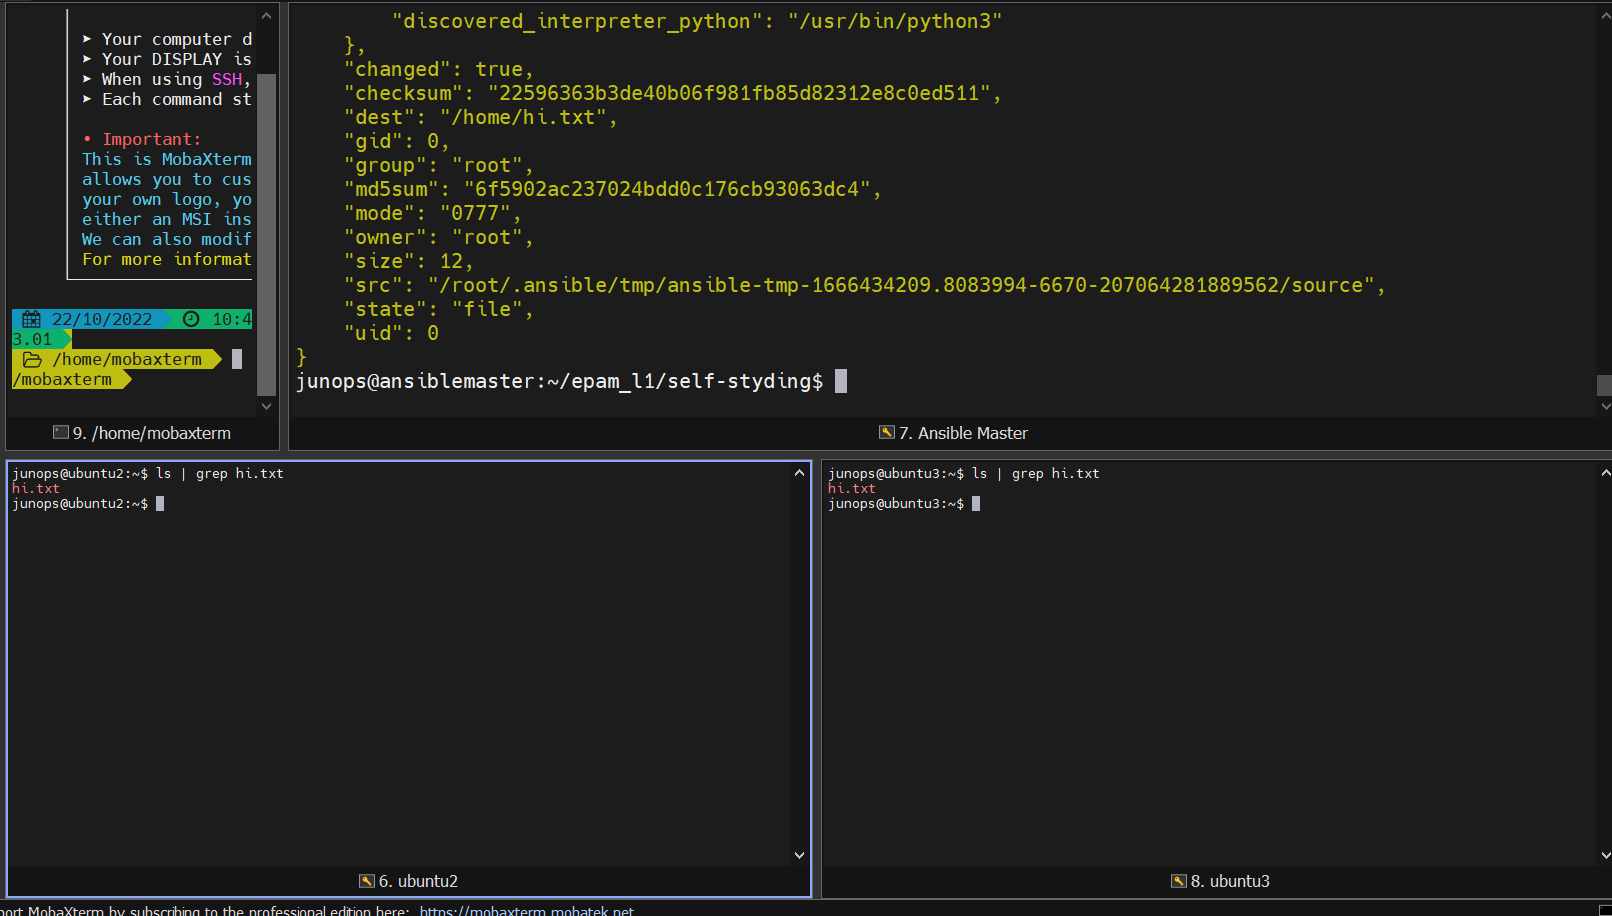 ➤ Your computer d
➤ Your DISPLAY is
➤ When using SSH,
➤ Each command st
• Important:
This is MobaXterm
allows you to cus
your own logo, yo
either an MSI ins
We can also modif
For more informat
22/10/2022 10:4
3.01
/home/mobaxterm
/mobaxterm
9. /home/mobaxterm
"discovered_interpreter_python": "/usr/bin/python3"
},
"changed": true,
"checksum": "22596363b3de40b06f981fb85d82312e8c0ed511",
"dest": "/home/hi.txt",
"gid": 0,
"group": "root",
"md5sum": "6f5902ac237024bdd0c176cb93063dc4",
"mode": "0777",
"owner": "root",
"size": 12,
"src": "/root/.ansible/tmp/ansible-tmp-1666434209.8083994-6670-207064281889562/source",
"state": "file",
"uid": 0
}
junops@ansiblemaster:~/epam_l1/self-styding$
7. Ansible Master
junops@ubuntu2:~$ ls | grep hi.txt
hi.txt
junops@ubuntu2:~$
6. ubuntu2
junops@ubuntu3:~$ ls | grep hi.txt
hi.txt
junops@ubuntu3:~$
8. ubuntu3
port MobaXterm by subscribing to the professional edition here: https://mobaxterm.mobatek.net